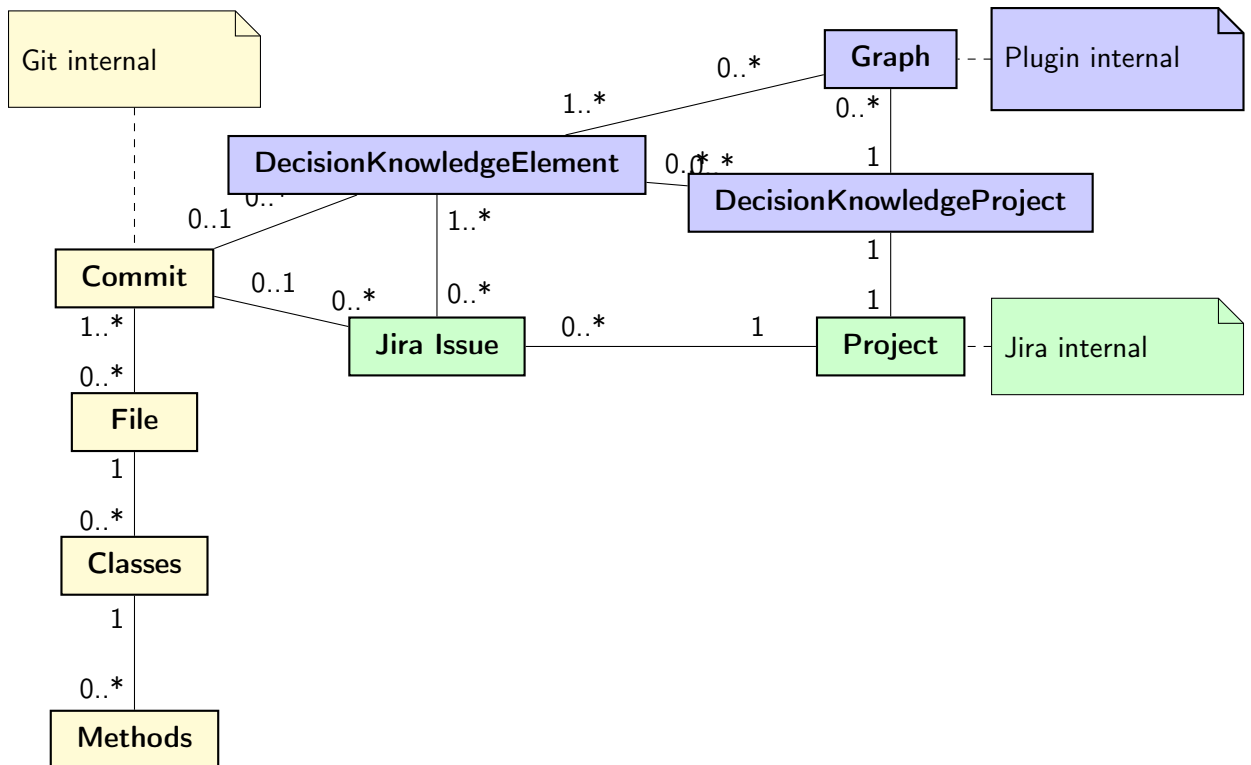 Git internal
Graph
Plugin internal
0..*
1..*
0..*
DecisionKnowledgeElement
1
DecisionKnowledgeProject
0..1
1..*
1
Commit
0..1
0..*
0..*
1
1..*
0..*
1
Jira Issue
Project
Jira internal
0..*
File
1
0..*
Classes
1
0..*
Methods